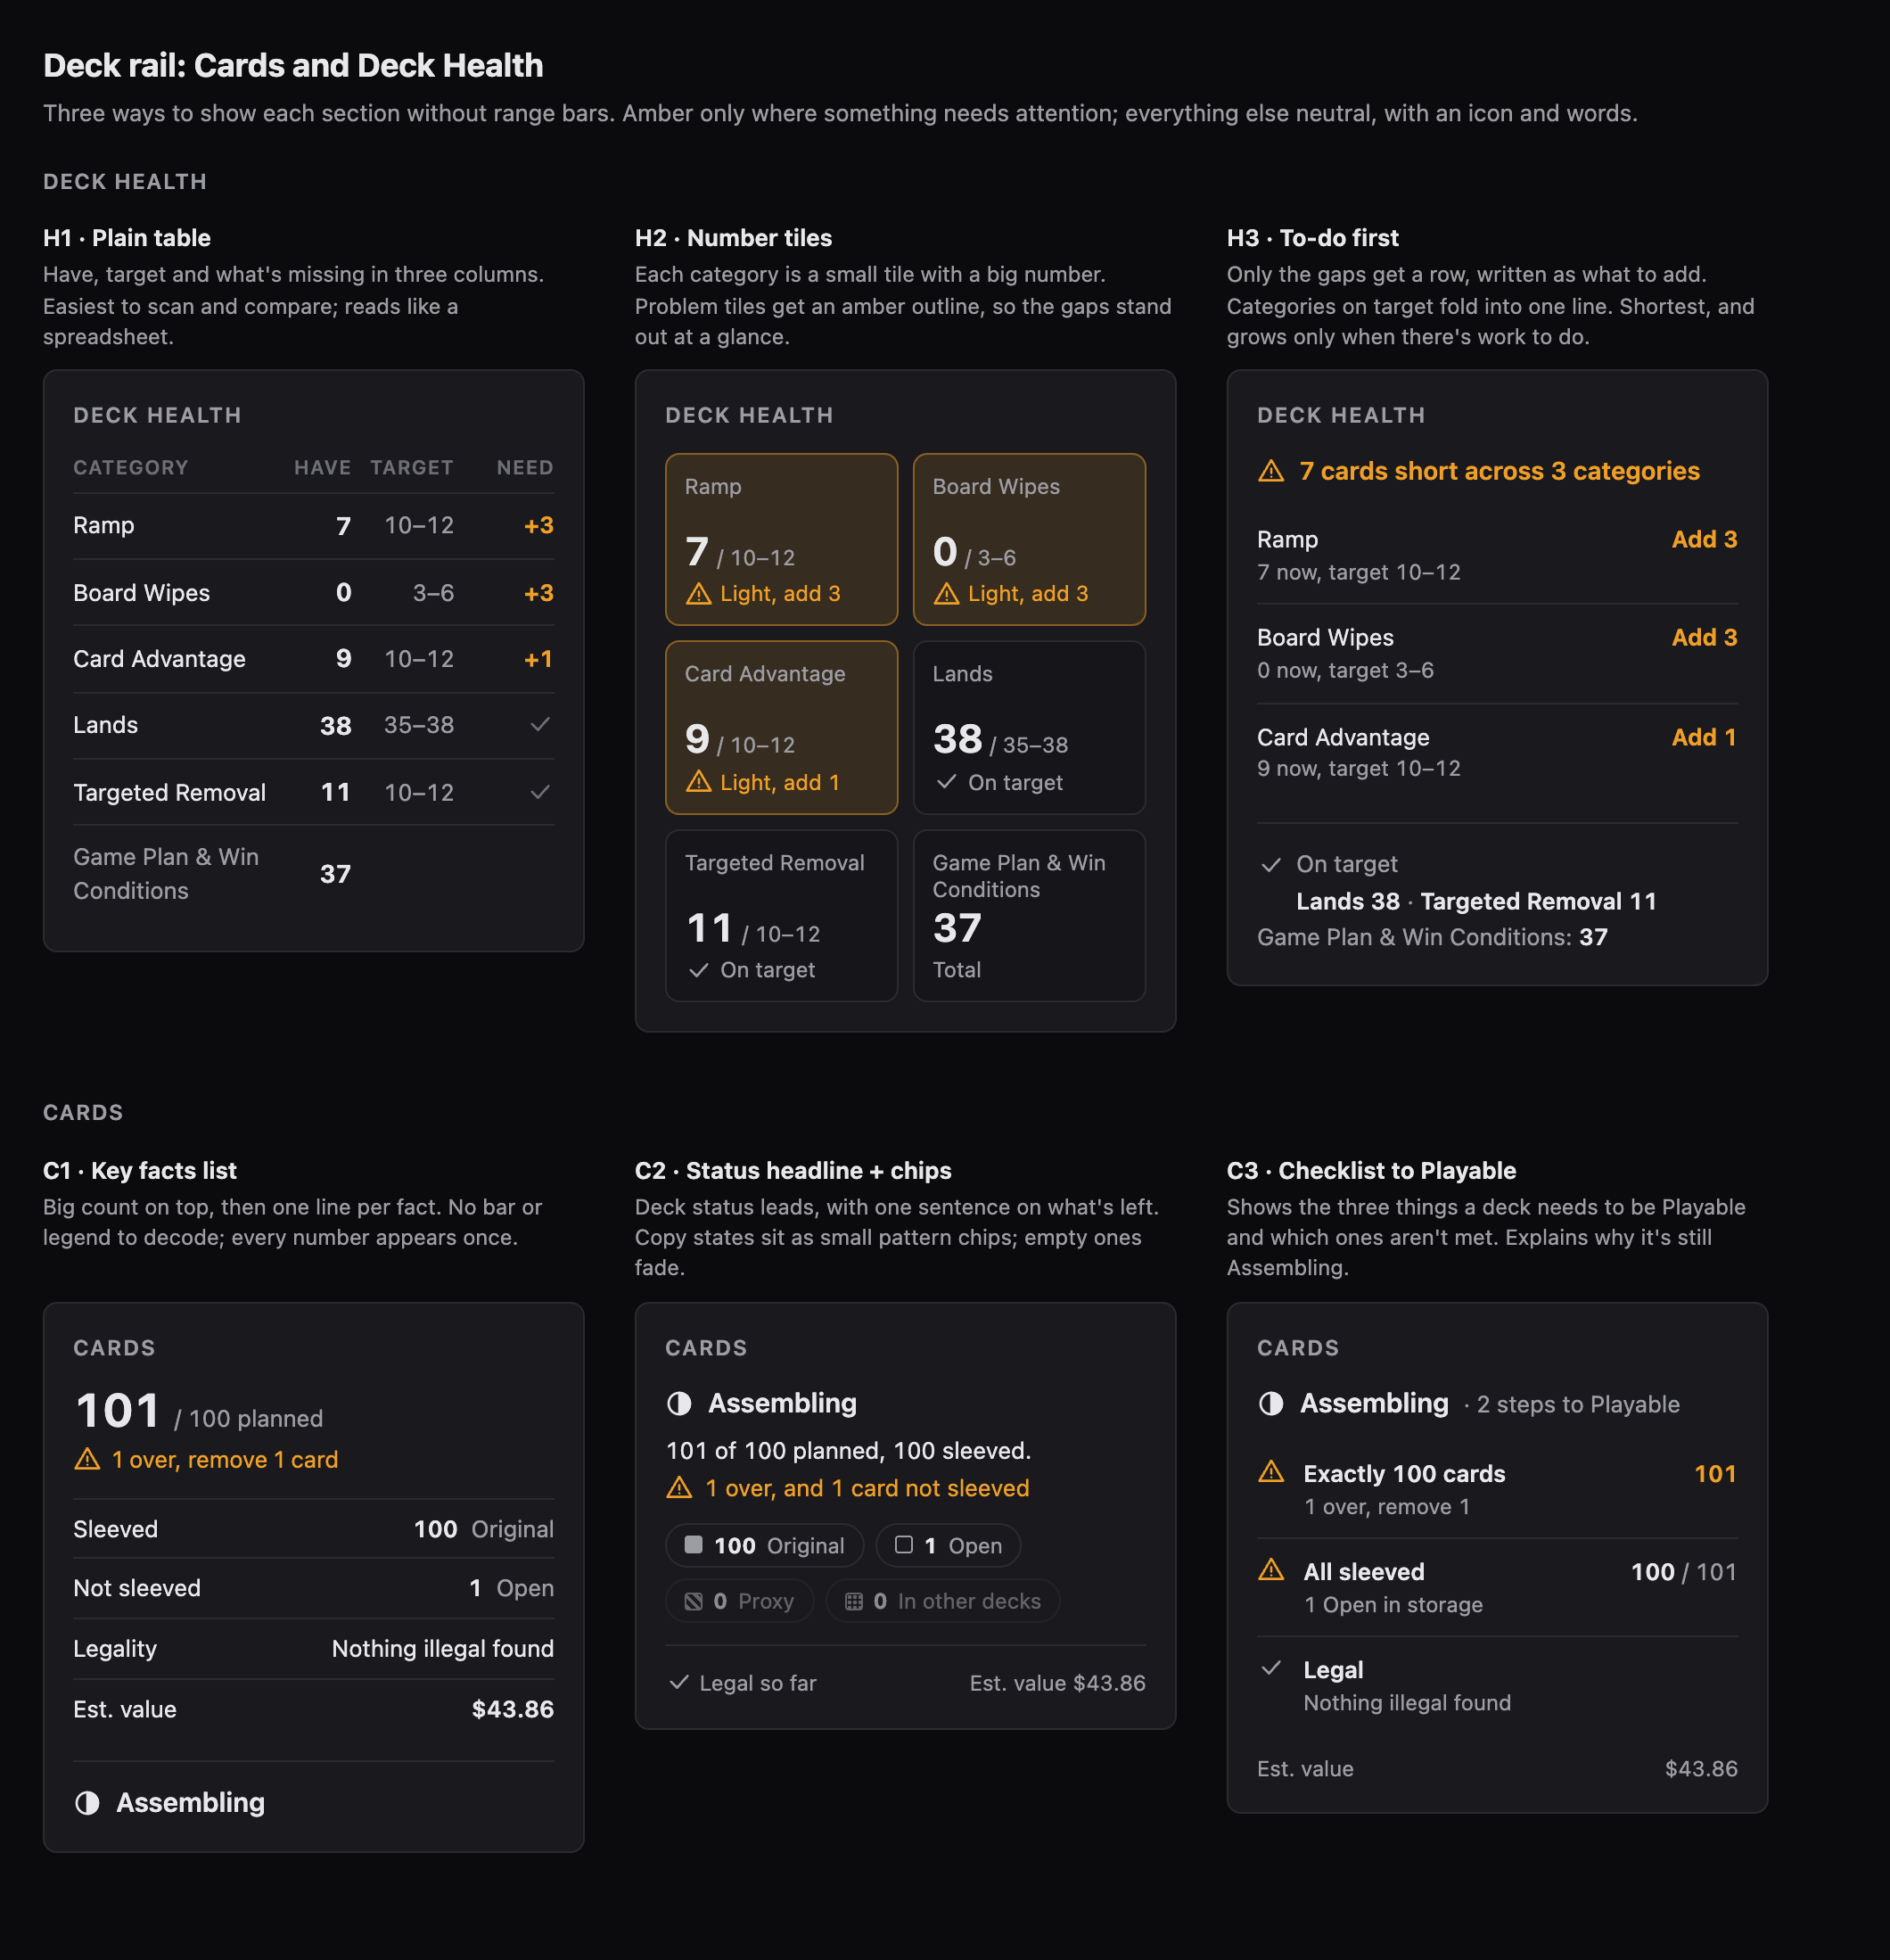 Deck rail: Cards and Deck Health
Three ways to show each section without range bars. Amber only where something needs attention; everything else neutral, with an icon and words.
DECK HEALTH
H1 · Plain table
Have, target and what's missing in three columns.
Easiest to scan and compare; reads like a
spreadsheet.
DECK HEALTH
CATEGORY HAVE TARGET NEED
Ramp 7 10–12 +3
Board Wipes 0 3–6 +3
Card Advantage 9 10–12 +1
Lands 38 35–38
Targeted Removal 11 10–12
Game Plan & Win
Conditions 37
H2 · Number tiles
Each category is a small tile with a big number.
Problem tiles get an amber outline, so the gaps stand
out at a glance.
DECK HEALTH
Ramp
7 / 10–12
Light, add 3
Board Wipes
0 / 3–6
Light, add 3
Card Advantage
9 / 10–12
Light, add 1
Lands
38 / 35–38
On target
Targeted Removal
11 / 10–12
On target
Game Plan & Win
Conditions
37
Total
H3 · To-do first
Only the gaps get a row, written as what to add.
Categories on target fold into one line. Shortest, and
grows only when there's work to do.
DECK HEALTH
7 cards short across 3 categories
Ramp Add 3
7 now, target 10–12
Board Wipes Add 3
0 now, target 3–6
Card Advantage Add 1
9 now, target 10–12
On target
Lands 38 · Targeted Removal 11
Game Plan & Win Conditions: 37
CARDS
C1 · Key facts list
Big count on top, then one line per fact. No bar or
legend to decode; every number appears once.
CARDS
101 / 100 planned
1 over, remove 1 card
Sleeved 100 Original
Not sleeved 1 Open
Legality Nothing illegal found
Est. value $43.86
Assembling
C2 · Status headline + chips
Deck status leads, with one sentence on what's left.
Copy states sit as small pattern chips; empty ones
fade.
CARDS
Assembling
101 of 100 planned, 100 sleeved.
1 over, and 1 card not sleeved
100 Original 1 Open
0 Proxy 0 In other decks
Legal so far Est. value $43.86
C3 · Checklist to Playable
Shows the three things a deck needs to be Playable
and which ones aren't met. Explains why it's still
Assembling.
CARDS
Assembling · 2 steps to Playable
Exactly 100 cards 101
1 over, remove 1
All sleeved 100 / 101
1 Open in storage
Legal
Nothing illegal found
Est. value $43.86